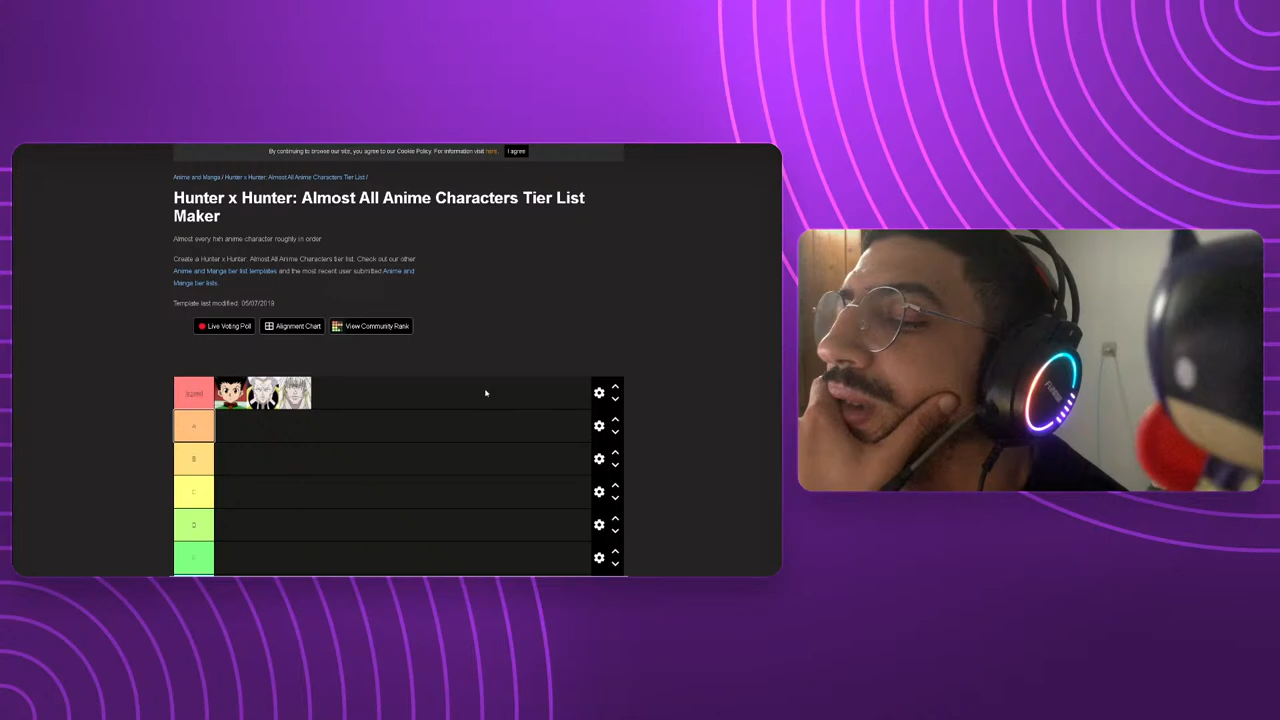 By continuing to browse our site, you agree to our Cookie Policy. For information visit here. I agree
Anime and Manga / Hunter x Hunter: Almost All Anime Characters Tier List /
Hunter x Hunter: Almost All Anime Characters Tier List
Maker
Almost every hxh anime character roughly in order
Create a Hunter x Hunter: Almost All Anime Characters tier list. Check out our other
Anime and Manga tier list templates and the most recent user submitted Anime and
Manga tier lists.
Template last modified: 05/07/2019
Live Voting Poll Alignment Chart View Community Rank
A
B
C
D